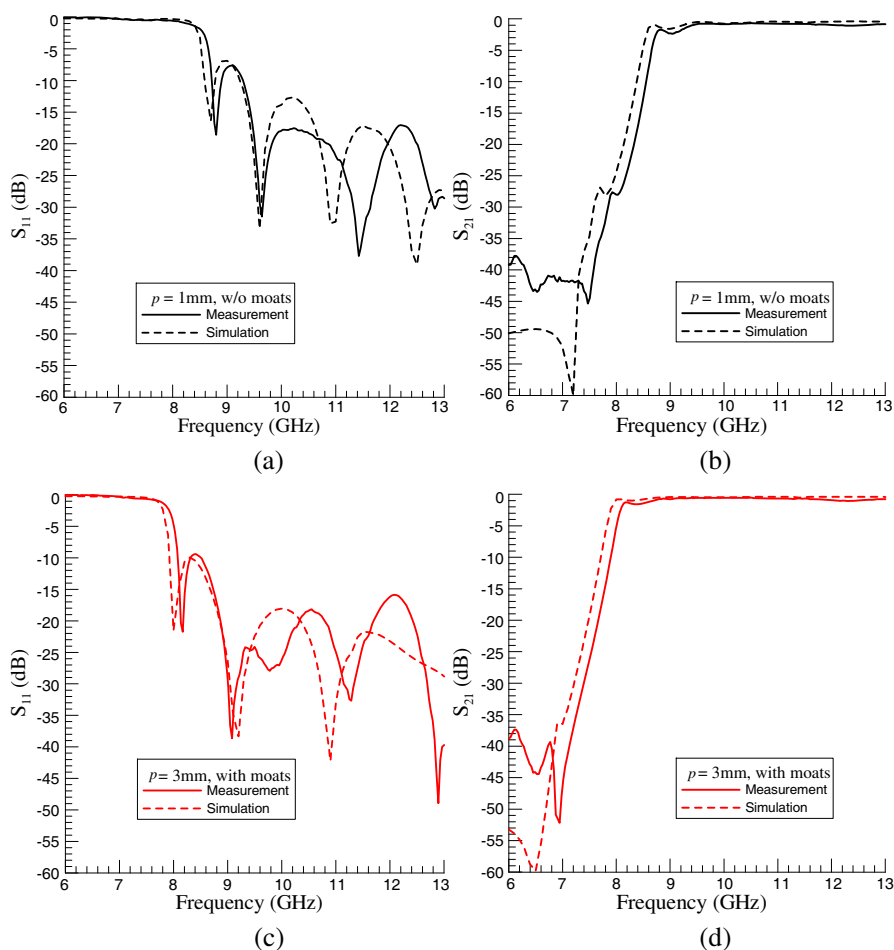 0
-5
-10
-15
-20
-25
-30
-35
-40
-45
-50
-55
-60
S11 (dB)
p = 1mm, w/o moats
Measurement
Simulation
6 7 8 9 10 11 12 13
Frequency (GHz)
(a)
0
-5
-10
-15
-20
-25
-30
-35
-40
-45
-50
-55
-60
S21 (dB)
p = 1mm, w/o moats
Measurement
Simulation
6 7 8 9 10 11 12 13
Frequency (GHz)
(b)
0
-5
-10
-15
-20
-25
-30
-35
-40
-45
-50
-55
-60
S11 (dB)
p = 3mm, with moats
Measurement
Simulation
6 7 8 9 10 11 12 13
Frequency (GHz)
(c)
0
-5
-10
-15
-20
-25
-30
-35
-40
-45
-50
-55
-60
S21 (dB)
p = 3mm, with moats
Measurement
Simulation
6 7 8 9 10 11 12 13
Frequency (GHz)
(d)